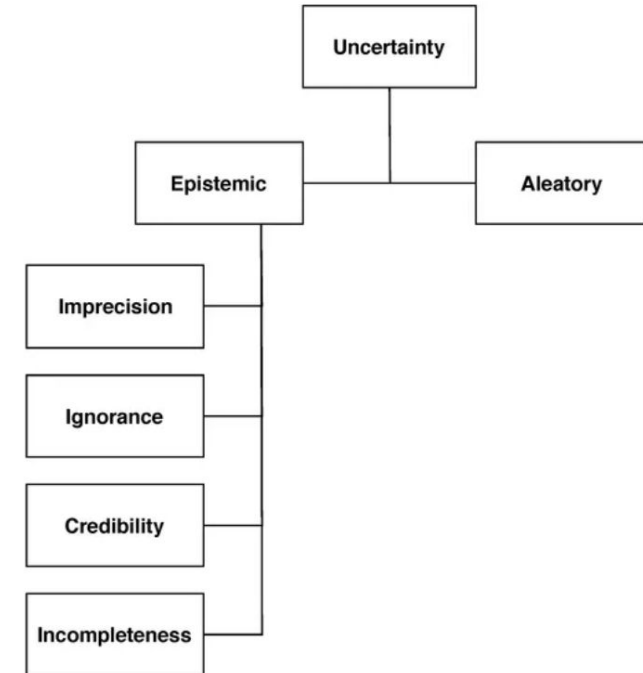 Uncertainty
Epistemic
Aleatory
Imprecision
Ignorance
Credibility
Incompleteness